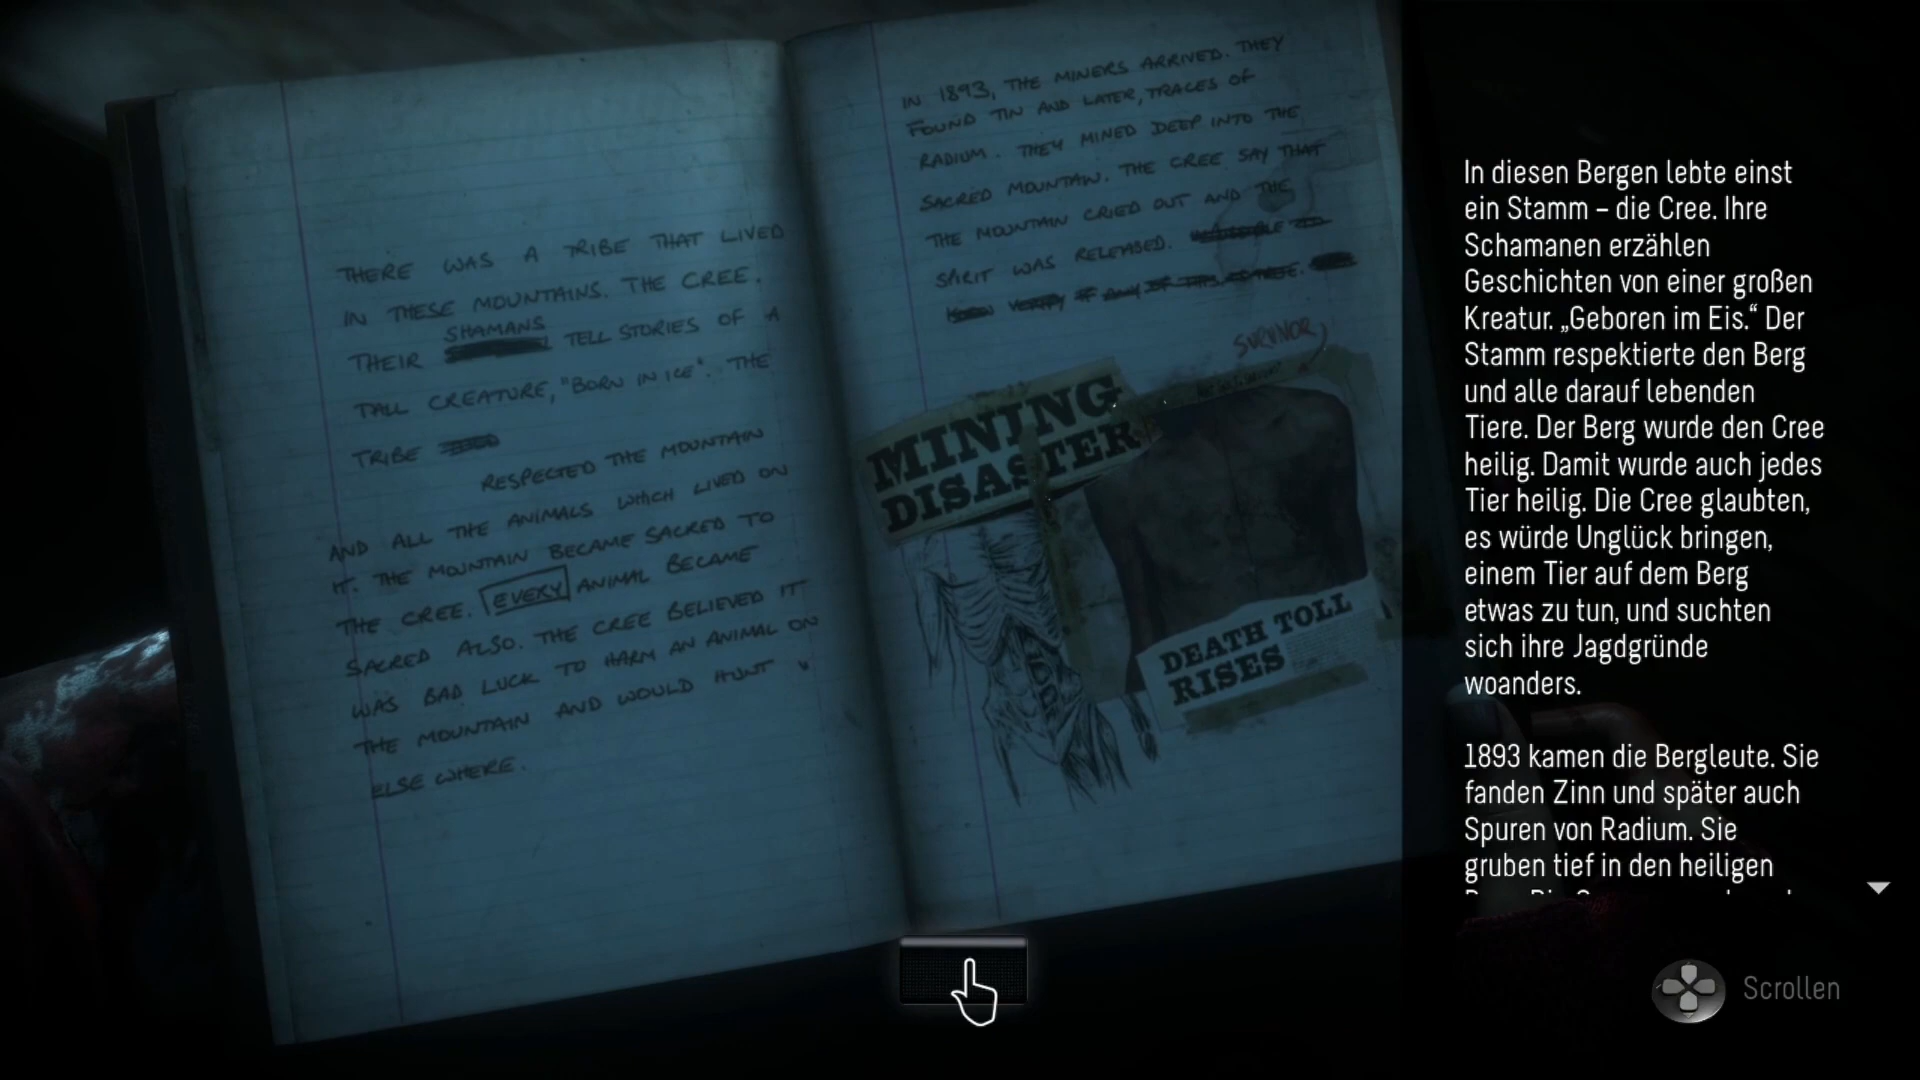 THERE WAS A TRIBE THAT LIVED
IN THESE MOUNTAINS. THE CREE.
SHAMANS
THEIR TELL STORIES OF A
TALL CREATURE, "BORN IN ICE". THE
TRIBE
RESPECTED THE MOUNTAIN
AND ALL THE ANIMALS WHICH LIVED ON
IT. THE MOUNTAIN BECAME SACRED TO
THE CREE. EVERY ANIMAL BECAME
SACRED ALSO. THE CREE BELIEVED IT
WAS BAD LUCK TO HARM AN ANIMAL ON
THE MOUNTAIN AND WOULD HUNT
ELSE WHERE.
IN 1893, THE MINERS ARRIVED. THEY
FOUND TIN AND LATER, TRACES OF
RADIUM. THEY MINED DEEP INTO THE
SACRED MOUNTAIN. THE CREE SAY THAT
THE MOUNTAIN CRIED OUT AND THE
SPIRIT WAS RELEASED.
SURVIVOR
MINING
DISASTER
DEATH TOLL
RISES
In diesen Bergen lebte einst
ein Stamm – die Cree. Ihre
Schamanen erzählen
Geschichten von einer großen
Kreatur. „Geboren im Eis.“ Der
Stamm respektierte den Berg
und alle darauf lebenden
Tiere. Der Berg wurde den Cree
heilig. Damit wurde auch jedes
Tier heilig. Die Cree glaubten,
es würde Unglück bringen,
einem Tier auf dem Berg
etwas zu tun, und suchten
sich ihre Jagdgründe
woanders.
1893 kamen die Bergleute. Sie
fanden Zinn und später auch
Spuren von Radium. Sie
gruben tief in den heiligen
Scrollen